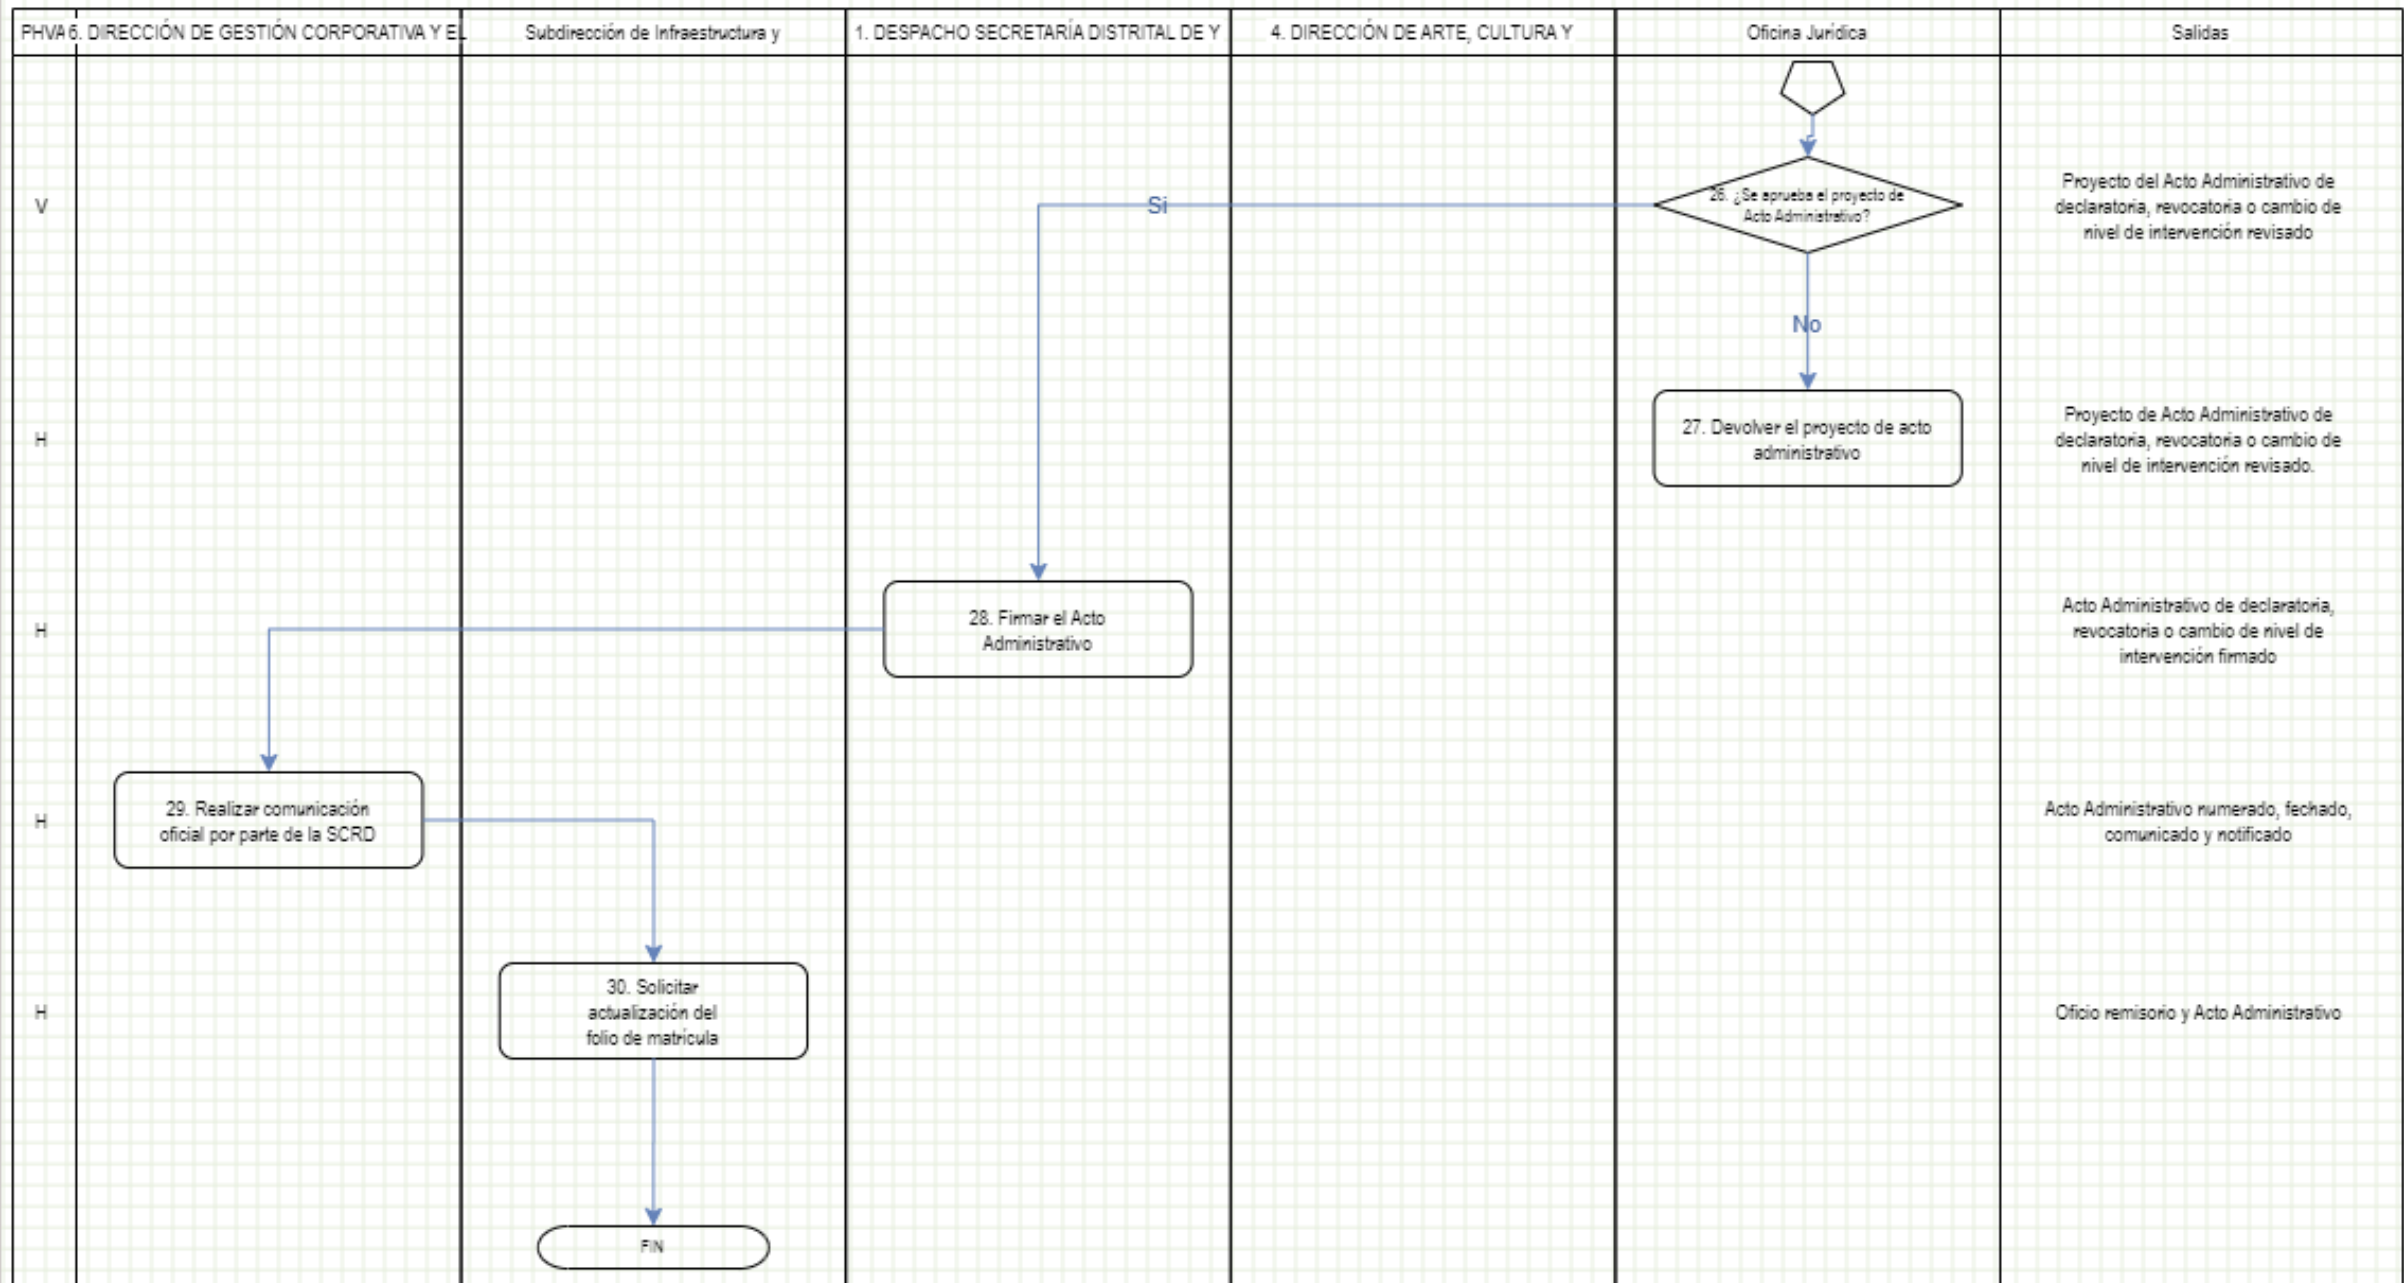 PHVA 6. DIRECCIÓN DE GESTIÓN CORPORATIVA Y EL
Subdirección de Infraestructura y
1. DESPACHO SECRETARÍA DISTRITAL DE Y
4. DIRECCIÓN DE ARTE, CULTURA Y
Oficina Jurídica
Salidas
V
Si
26. ¿Se aprueba el proyecto de
Acto Administrativo?
Proyecto del Acto Administrativo de
declaratoria, revocatoria o cambio de
nivel de intervención revisado
No
H
27. Devolver el proyecto de acto
administrativo
Proyecto de Acto Administrativo de
declaratoria, revocatoria o cambio de
nivel de intervención revisado.
H
28. Firmar el Acto
Administrativo
Acto Administrativo de declaratoria,
revocatoria o cambio de nivel de
intervención firmado
H
29. Realizar comunicación
oficial por parte de la SCRD
Acto Administrativo numerado, fechado,
comunicado y notificado
H
30. Solicitar
actualización del
folio de matrícula
Oficio remisorio y Acto Administrativo
FIN